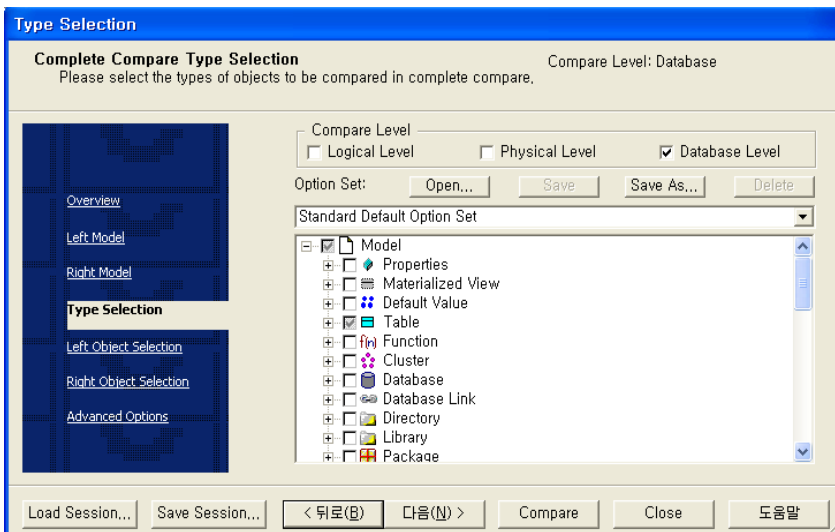 Type Selection
Complete Compare Type Selection
Compare Level: Database
Please select the types of objects to be compared in complete compare,
Compare Level
Logical Level
Physical Level
Database Level
Option Set:
Open,,,
Save
Save As,,,
Delete
Standard Default Option Set
Overview
Left Model
Right Model
Type Selection
Left Object Selection
Right Object Selection
Advanced Options
Model
Properties
Materialized View
Default Value
Table
f(n) Function
Cluster
Database
Database Link
Directory
Library
Package
Load Session,,,
Save Session,,,
< 뒤로(B)
다음(N) >
Compare
Close
도움말